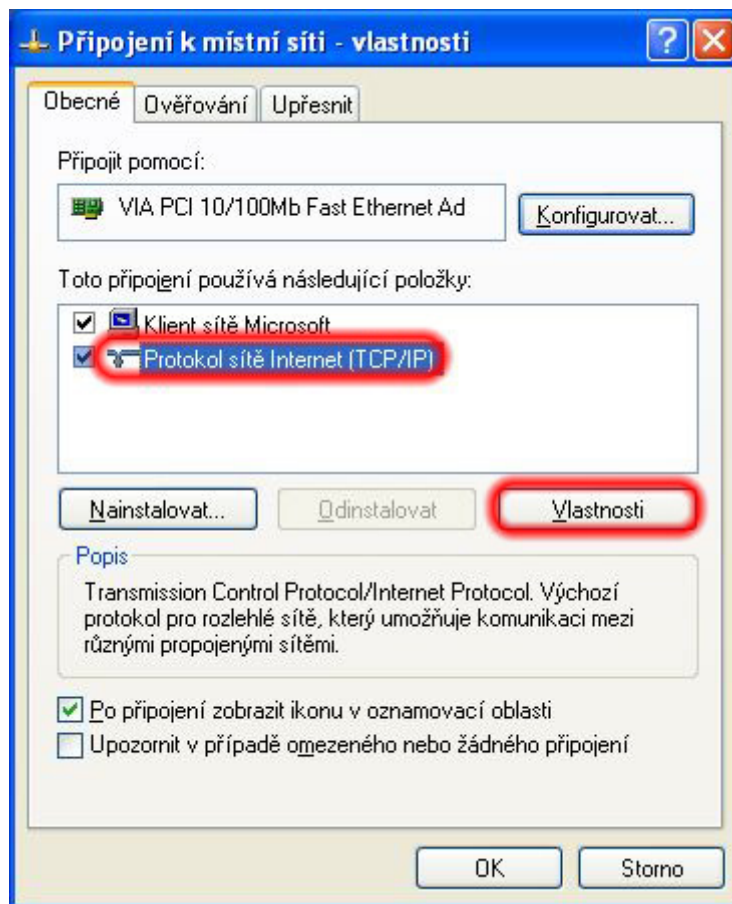 Připojení k místní síti - vlastnosti
Obecné Ověřování Upřesnit
Připojit pomocí:
VIA PCI 10/100Mb Fast Ethernet Ad
Konfigurovat...
Toto připojení používá následující položky:
Klient sítě Microsoft
Protokol sítě Internet (TCP/IP)
Nainstalovat... Odinstalovat Vlastnosti
Popis
Transmission Control Protocol/Internet Protocol. Výchozí
protokol pro rozlehlé sítě, který umožňuje komunikaci mezi
různými propojenými sítěmi.
Po připojení zobrazit ikonu v oznamovací oblasti
Upozornit v případě omezeného nebo žádného připojení
OK Storno